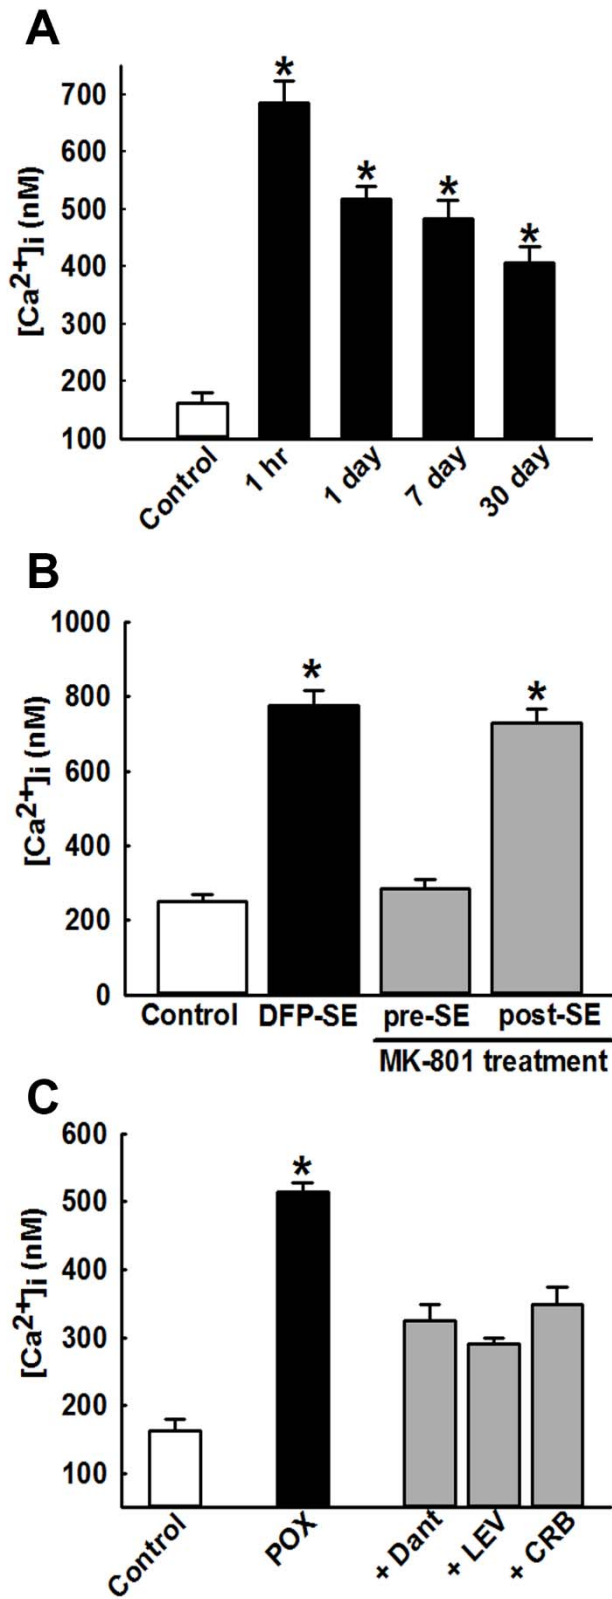 A
[Ca2+]i (nM)
700
600
500
400
300
200
100
*
*
*
*
Control
1 hr
1 day
7 day
30 day
B
[Ca2+]i (nM)
1000
800
600
400
200
0
*
*
Control
DFP-SE
pre-SE
post-SE
MK-801 treatment
C
[Ca2+]i (nM)
600
500
400
300
200
100
*
Control
POX
+ Dant
+ LEV
+ CRB